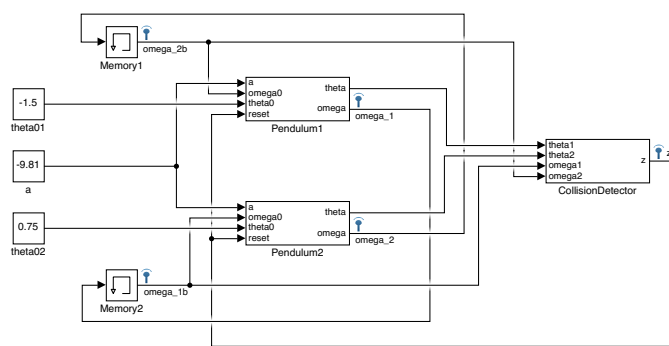 omega_2b
Memory1
-1.5
theta01
a
omega0
theta0
reset
theta
omega
Pendulum1
omega_1
-9.81
a
theta1
theta2
omega1
omega2
z
z
CollisionDetector
0.75
theta02
a
omega0
theta0
reset
theta
omega
Pendulum2
omega_2
omega_1b
Memory2